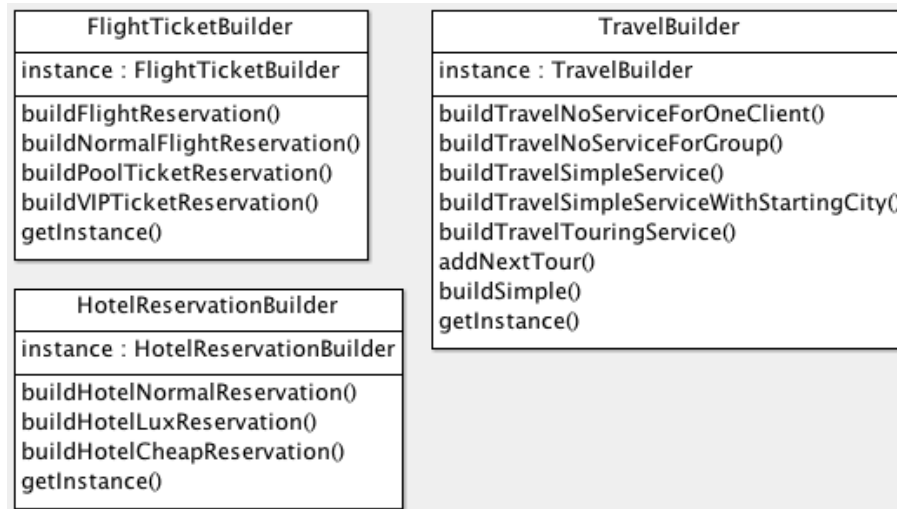 FlightTicketBuilder
instance : FlightTicketBuilder
buildFlightReservation()
buildNormalFlightReservation()
buildPoolTicketReservation()
buildVIPTicketReservation()
getInstance()
HotelReservationBuilder
instance : HotelReservationBuilder
buildHotelNormalReservation()
buildHotelLuxReservation()
buildHotelCheapReservation()
getInstance()
TravelBuilder
instance : TravelBuilder
buildTravelNoServiceForOneClient()
buildTravelNoServiceForGroup()
buildTravelSimpleService()
buildTravelSimpleServiceWithStartingCity()
buildTravelTouringService()
addNextTour()
buildSimple()
getInstance()